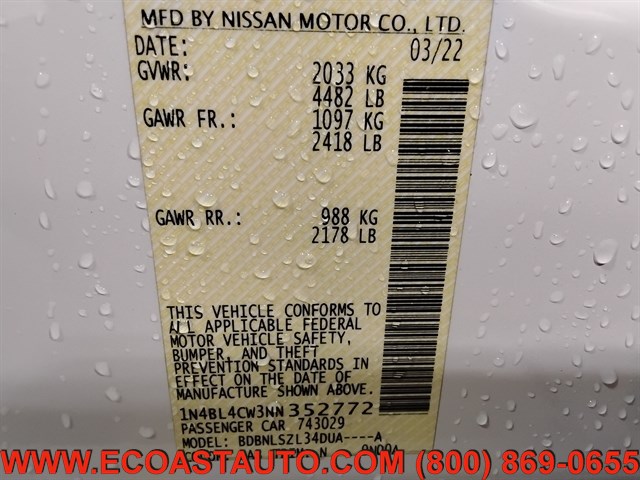 MFD BY NISSAN MOTOR CO., LTD.
DATE: 03/22
GVWR: 2033 KG
4482 LB
GAWR FR.: 1097 KG
2418 LB
GAWR RR.: 988 KG
2178 LB
THIS VEHICLE CONFORMS TO
ALL APPLICABLE FEDERAL
MOTOR VEHICLE SAFETY,
BUMPER, AND THEFT
PREVENTION STANDARDS IN
EFFECT ON THE DATE OF
MANUFACTURE SHOWN ABOVE.
1N4BL4CW3NN352772
PASSENGER CAR 743029
MODEL: BDBNLSZL34DUA----A
WWW.ECOASTAUTO.COM (800) 869-0655